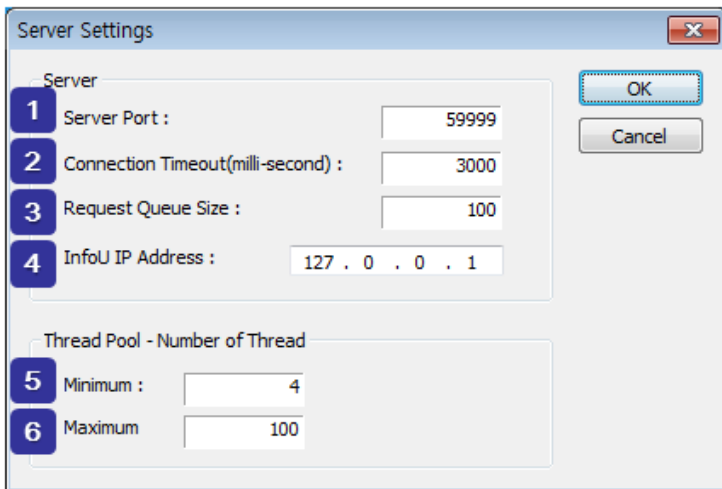 Server Settings
Server
OK
1 Server Port : 59999
Cancel
2 Connection Timeout(milli-second) : 3000
3 Request Queue Size : 100
4 InfoU IP Address : 127 . 0 . 0 . 1
Thread Pool - Number of Thread
5 Minimum : 4
6 Maximum 100